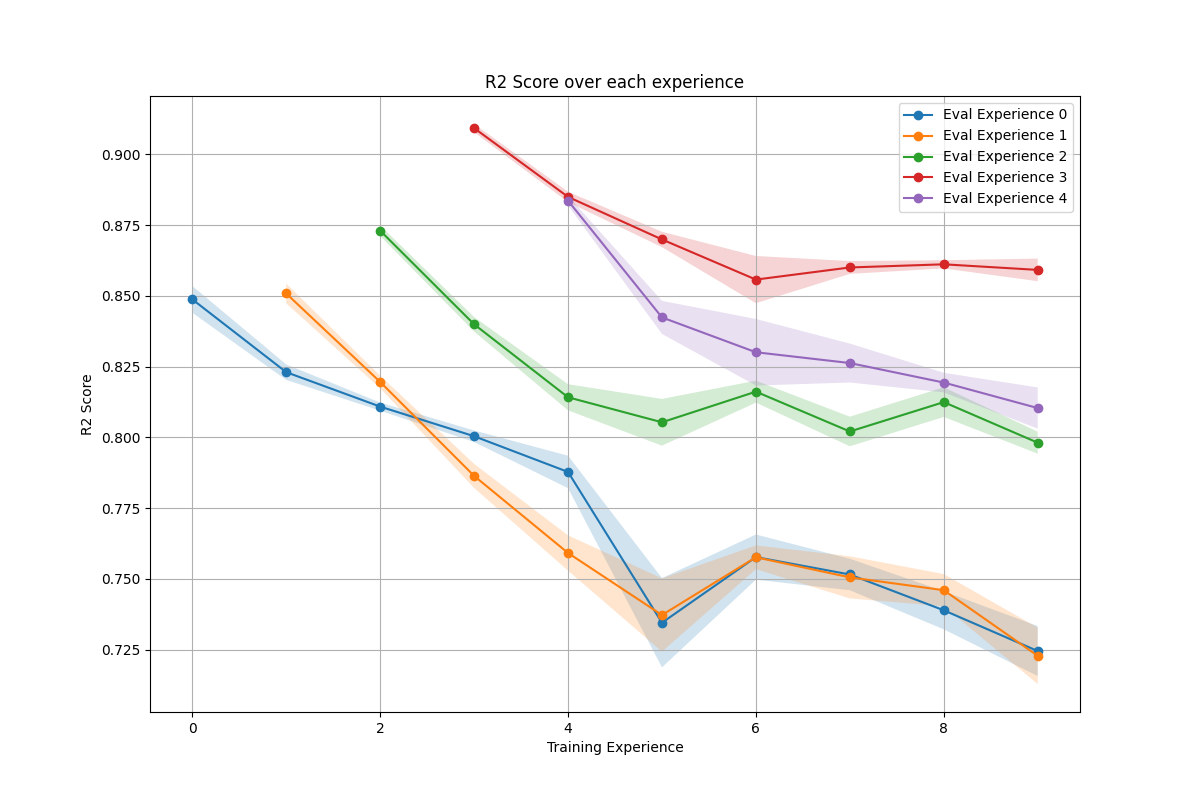 R2 Score over each experience
Eval Experience 0
Eval Experience 1
Eval Experience 2
Eval Experience 3
Eval Experience 4
R2 Score
0.900
0.875
0.850
0.825
0.800
0.775
0.750
0.725
0 2 4 6 8
Training Experience